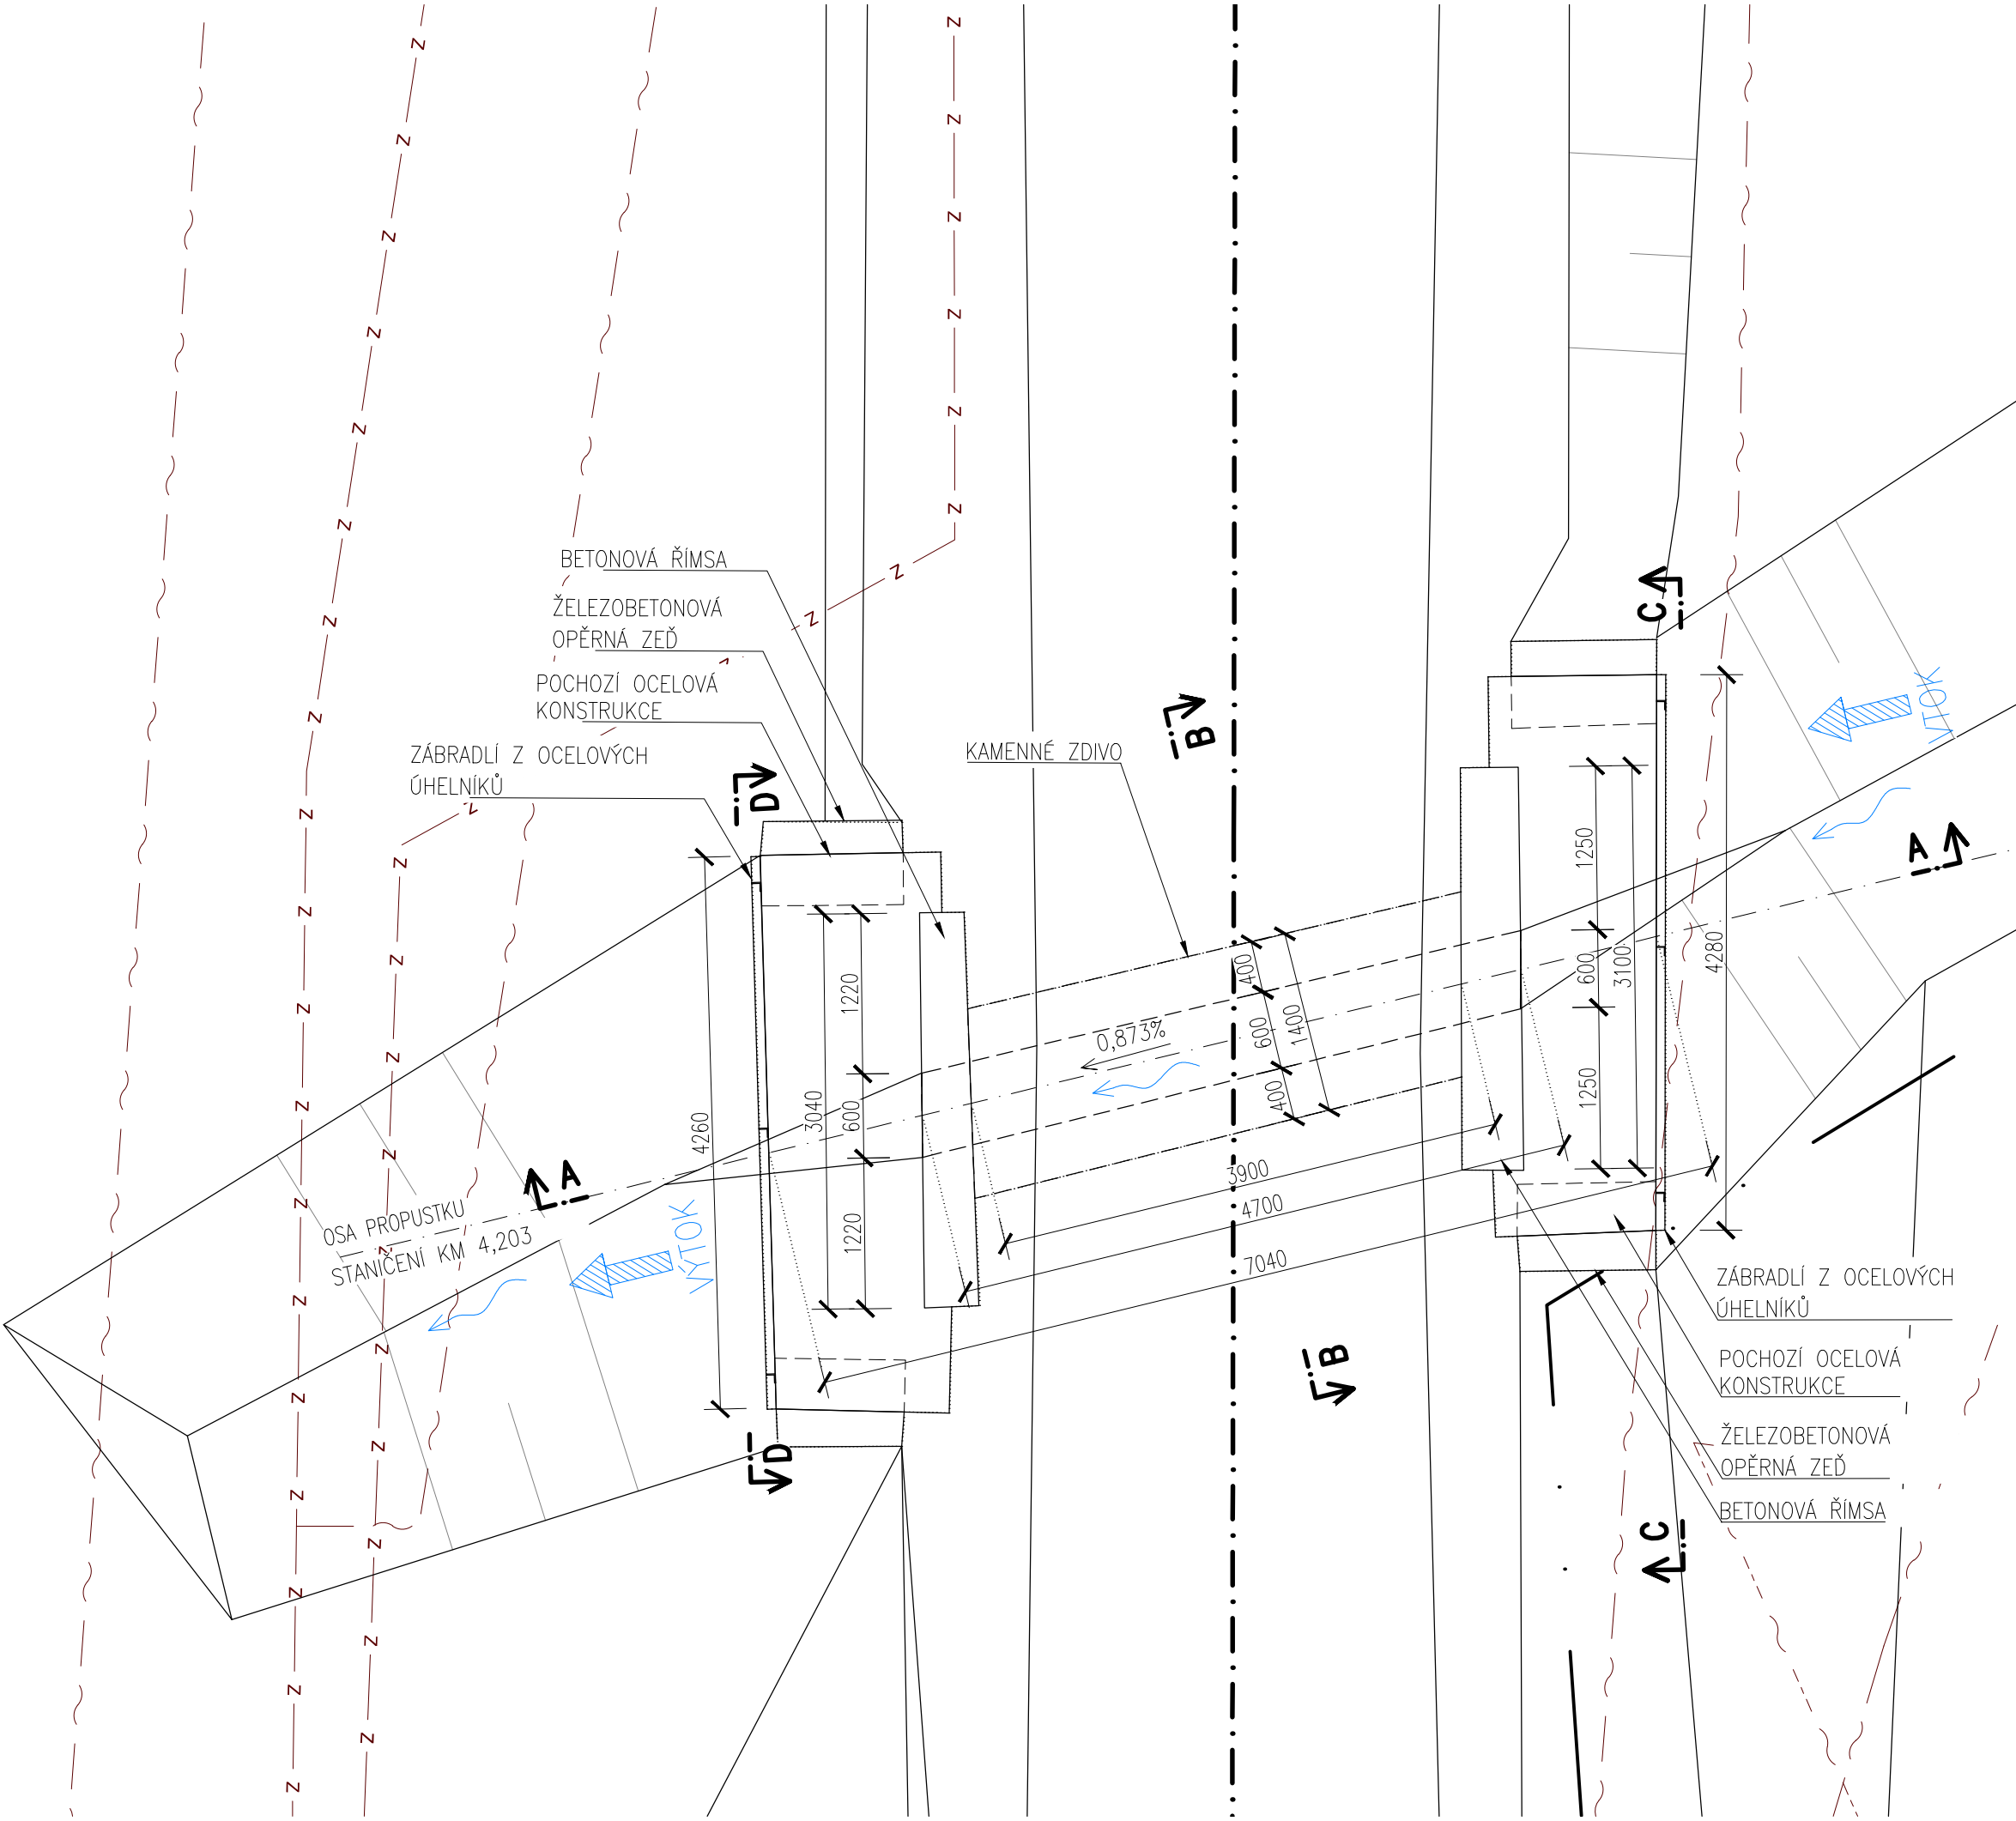 BETONOVÁ ŘÍMSA
ŽELEZOBETONOVÁ
OPĚRNÁ ZEĎ
POCHOZÍ OCELOVÁ
KONSTRUKCE
ZÁBRADLÍ Z OCELOVÝCH
ÚHELNÍKŮ
KAMENNÉ ZDIVO
D
B
C
VTOK
A
1250
600
3100
4280
1250
400
600
1400
400
0,873%
1220
3040
600
4260
1220
3900
4700
7040
A
OSA PROPUSTKU
STANIČENÍ KM 4,203
VÝTOK
D
B
C
ZÁBRADLÍ Z OCELOVÝCH
ÚHELNÍKŮ
POCHOZÍ OCELOVÁ
KONSTRUKCE
ŽELEZOBETONOVÁ
OPĚRNÁ ZEĎ
BETONOVÁ ŘÍMSA